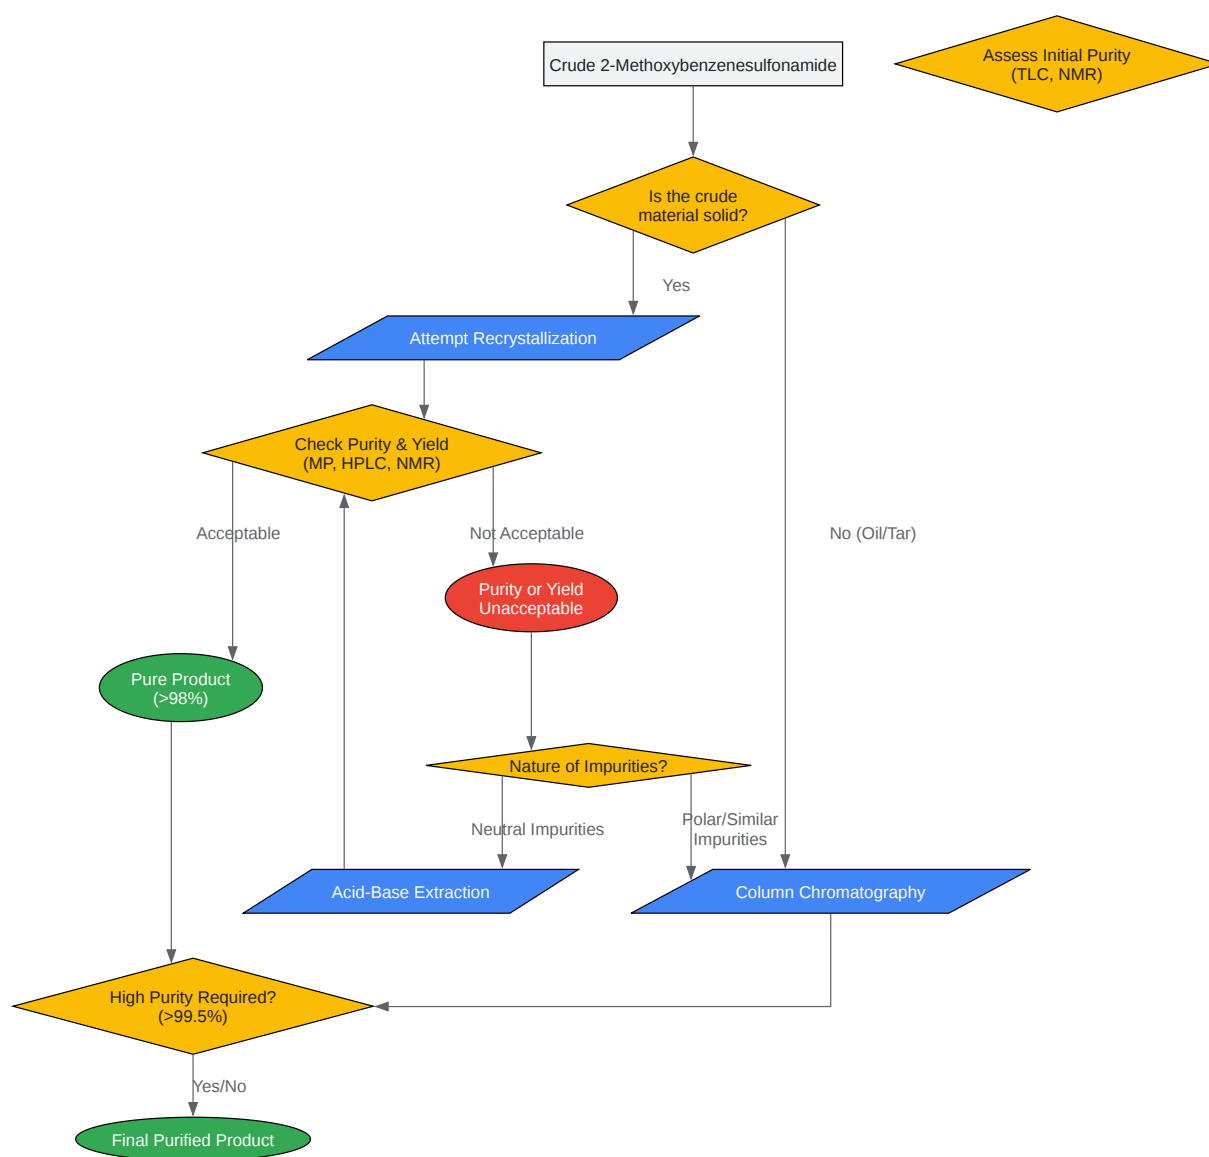 Crude 2-Methoxybenzenesulfonamide
Assess Initial Purity
(TLC, NMR)
Is the crude
material solid?
Yes
Attempt Recrystallization
Check Purity & Yield
(MP, HPLC, NMR)
Acceptable
Not Acceptable
No (Oil/Tar)
Purity or Yield
Unacceptable
Pure Product
(>98%)
Nature of Impurities?
Neutral Impurities
Polar/Similar
Impurities
Acid-Base Extraction
Column Chromatography
High Purity Required?
(>99.5%)
Yes/No
Final Purified Product